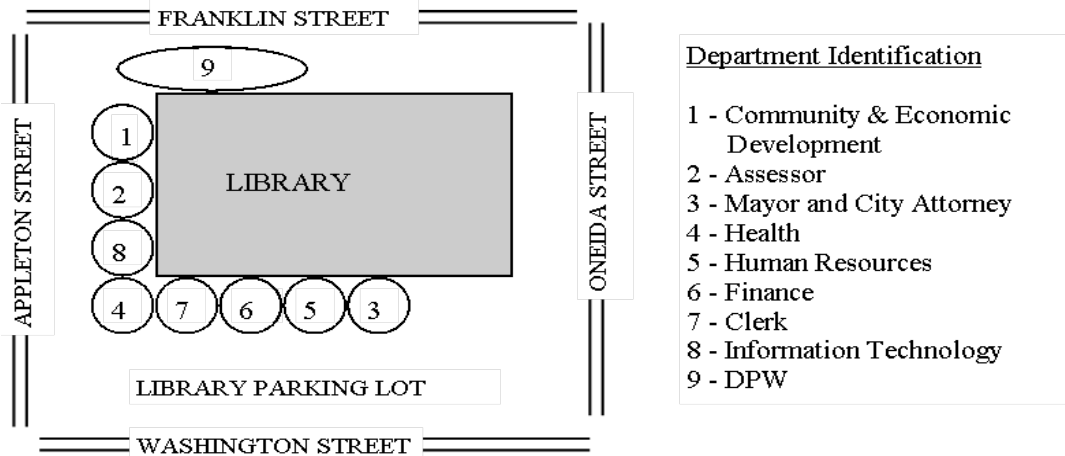 FRANKLIN STREET
9
1
2
8
4
7
6
5
3
LIBRARY
APPLETON STREET
ONEIDA STREET
LIBRARY PARKING LOT
WASHINGTON STREET
Department Identification
1 - Community & Economic
Development
2 - Assessor
3 - Mayor and City Attorney
4 - Health
5 - Human Resources
6 - Finance
7 - Clerk
8 - Information Technology
9 - DPW